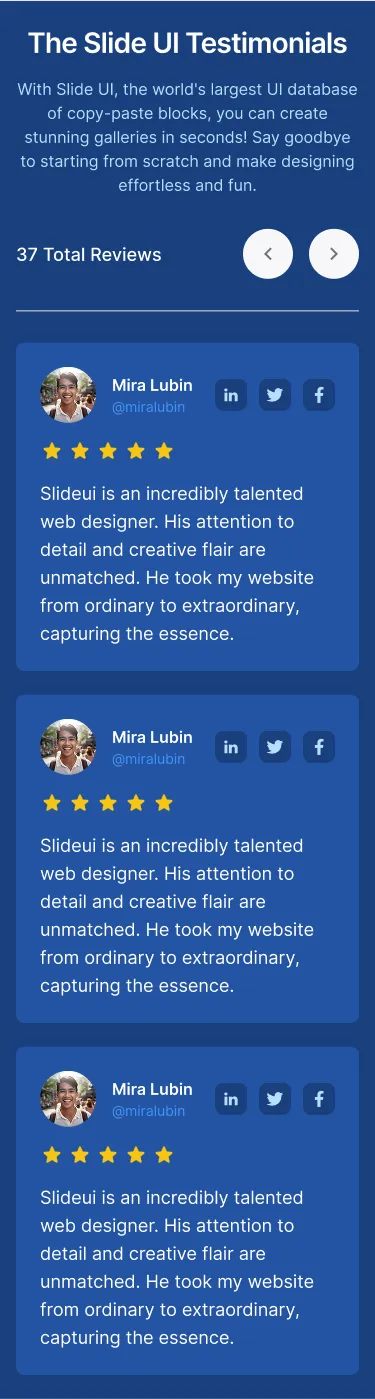 The Slide UI Testimonials
With Slide UI, the world's largest UI database
of copy-paste blocks, you can create
stunning galleries in seconds! Say goodbye
to starting from scratch and make designing
effortless and fun.
37 Total Reviews
Mira Lubin
@miralubin
Slideui is an incredibly talented
web designer. His attention to
detail and creative flair are
unmatched. He took my website
from ordinary to extraordinary,
capturing the essence.
Mira Lubin
@miralubin
Slideui is an incredibly talented
web designer. His attention to
detail and creative flair are
unmatched. He took my website
from ordinary to extraordinary,
capturing the essence.
Mira Lubin
@miralubin
Slideui is an incredibly talented
web designer. His attention to
detail and creative flair are
unmatched. He took my website
from ordinary to extraordinary,
capturing the essence.